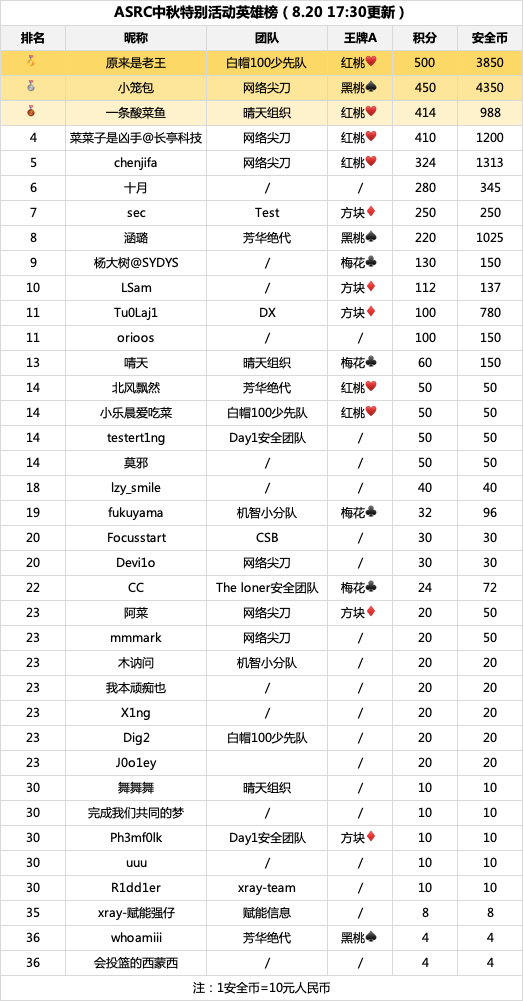 ASRC中秋特别活动英雄榜（8.20 17:30更新）
排名 昵称 团队 王牌A 积分 安全币
🥇 原来是老王 白帽100少先队 红桃♥ 500 3850
🥈 小笼包 网络尖刀 黑桃♠ 450 4350
🥉 一条酸菜鱼 晴天组织 红桃♥ 414 988
4 菜菜子是凶手@长亭科技 网络尖刀 红桃♥ 410 1200
5 chenjifa 网络尖刀 红桃♥ 324 1313
6 十月 / / 280 345
7 sec Test 方块♦ 250 250
8 涵璐 芳华绝代 黑桃♠ 220 1025
9 杨大树@SYDYS / 梅花♣ 130 150
10 LSam / 方块♦ 112 137
11 Tu0Laj1 DX 方块♦ 100 780
11 orioos / / 100 150
13 晴天 晴天组织 梅花♣ 60 150
14 北风飘然 芳华绝代 红桃♥ 50 50
14 小乐晨爱吃菜 白帽100少先队 红桃♥ 50 50
14 testert1ng Day1安全团队 / 50 50
14 莫邪 / / 50 50
18 lzy_smile / / 40 40
19 fukuyama 机智小分队 梅花♣ 32 96
20 Focusstart CSB / 30 30
20 Devi1o 网络尖刀 / 30 30
22 CC The loner安全团队 梅花♣ 24 72
23 阿菜 网络尖刀 方块♦ 20 50
23 mmmark 网络尖刀 / 20 50
23 木讷问 机智小分队 / 20 20
23 我本顽痴也 / / 20 20
23 X1ng / / 20 20
23 Dig2 白帽100少先队 / 20 20
23 J0o1ey / 20 20
30 舞舞舞 晴天组织 / 10 10
30 完成我们共同的梦 / / 10 10
30 Ph3mf0lk Day1安全团队 方块♦ 10 10
30 uuu / / 10 10
30 R1dd1er xray-team / 10 10
35 xray-赋能强仔 赋能信息 / 8 8
36 whoamiii 芳华绝代 黑桃♠ 4 4
36 会投篮的西蒙西 / / 4 4
注：1安全币=10元人民币